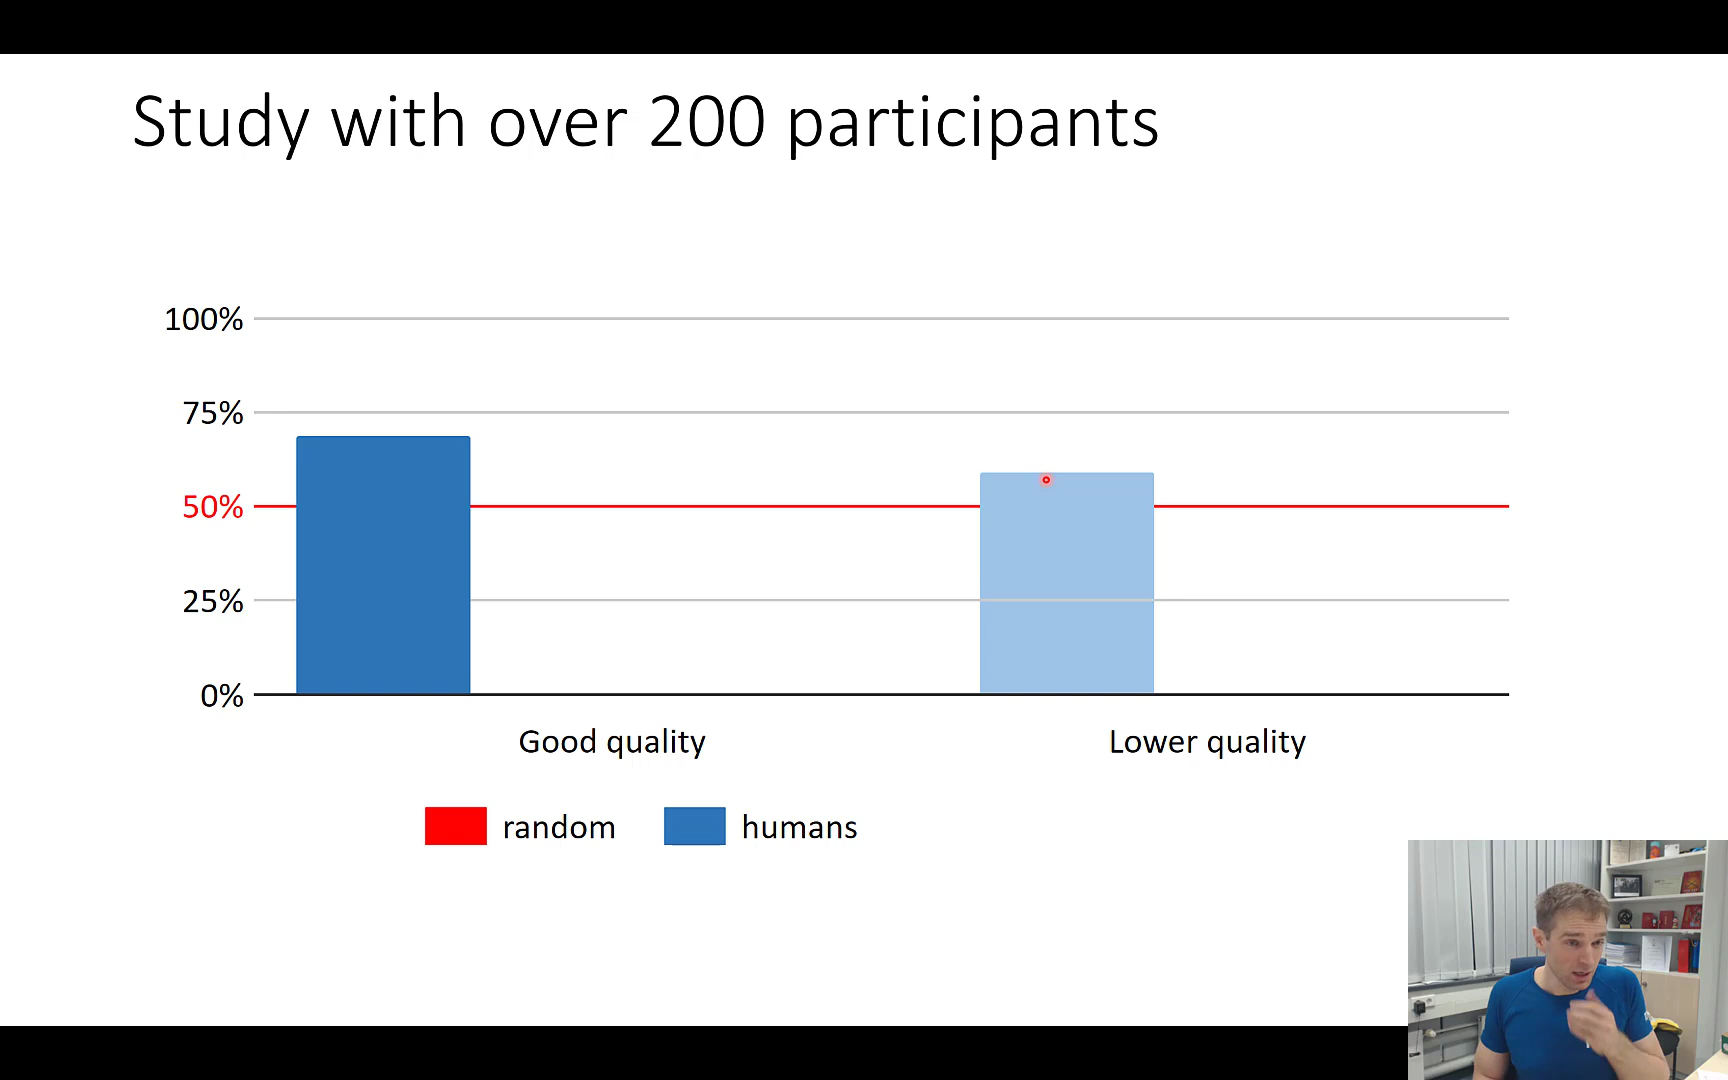 Study with over 200 participants
100%
75%
50%
25%
0%
Good quality
Lower quality
random
humans